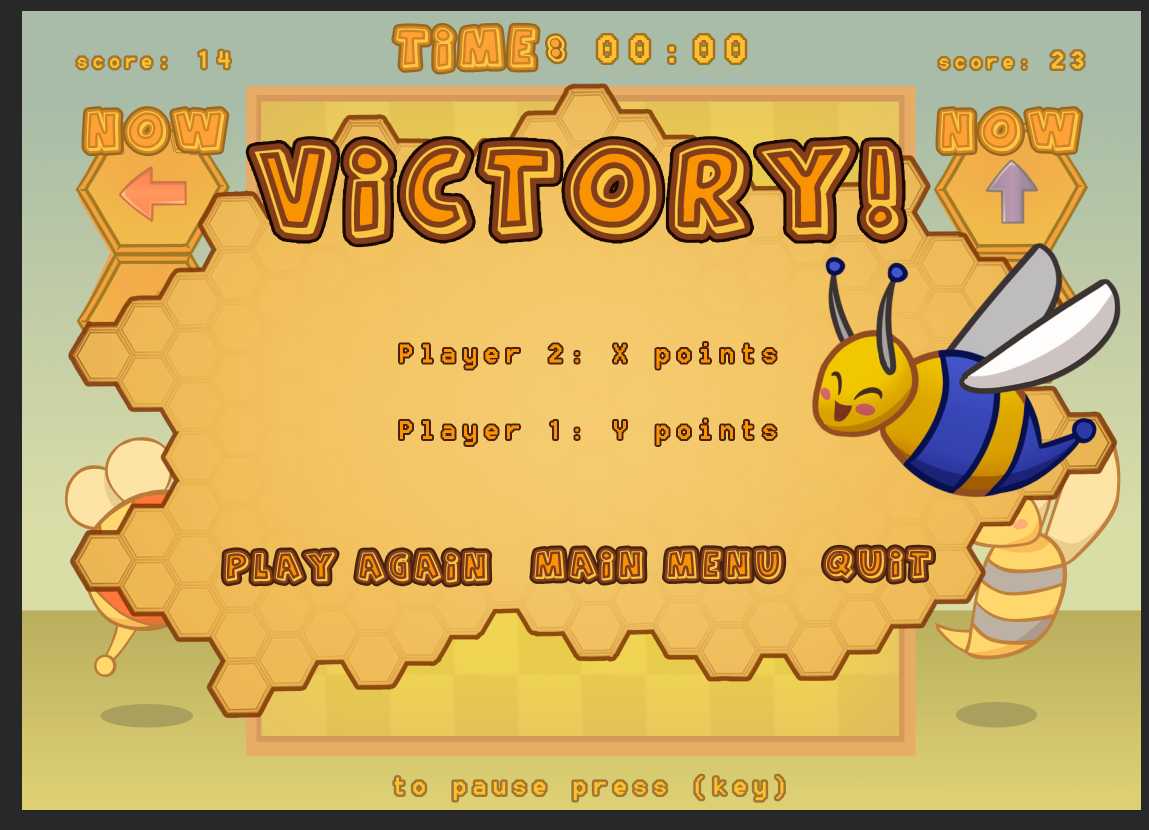 TiME: 00:00
score: 14
score: 23
NOW
NOW
ViCTORY!
Player 2: X points
Player 1: Y points
PLAY AGAiN
MAiN MENU
QUiT
to pause press (key)